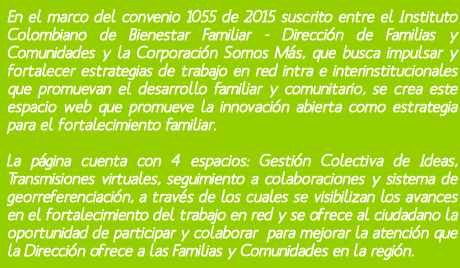 En el marco del convenio 1055 de 2015 suscrito entre el Instituto
Colombiano de Bienestar Familiar - Dirección de Familias y
Comunidades y la Corporación Somos Más, que busca impulsar y
fortalecer estrategias de trabajo en red intra e interinstitucionales
que promuevan el desarrollo familiar y comunitario, se crea este
espacio web que promueve la innovación abierta como estrategia
para el fortalecimiento familiar.

La página cuenta con 4 espacios: Gestión Colectiva de Ideas,
Transmisiones virtuales, seguimiento a colaboraciones y sistema de
georreferenciación, a través de los cuales se visibilizan los avances
en el fortalecimiento del trabajo en red y se ofrece al ciudadano la
oportunidad de participar y colaborar para mejorar la atención que
la Dirección ofrece a las Familias y Comunidades en la región.